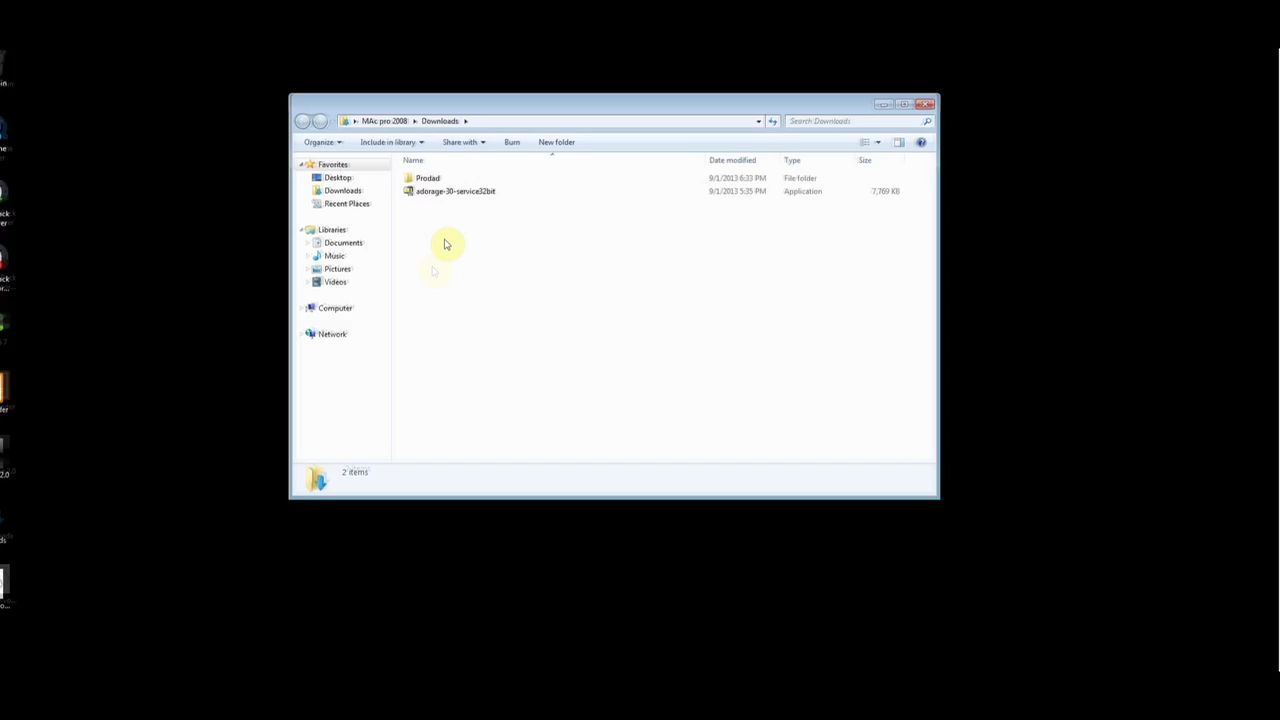 MAc pro 2008 Downloads
Search Downloads
Organize Include in library Share with Burn New folder
Name Date modified Type Size
Favorites
Desktop
Downloads
Recent Places
Libraries
Documents
Music
Pictures
Videos
Computer
Network
Prodad 9/1/2013 6:33 PM File folder
adorage-30-service32bit 9/1/2013 5:35 PM Application 7,769 KB
2 items